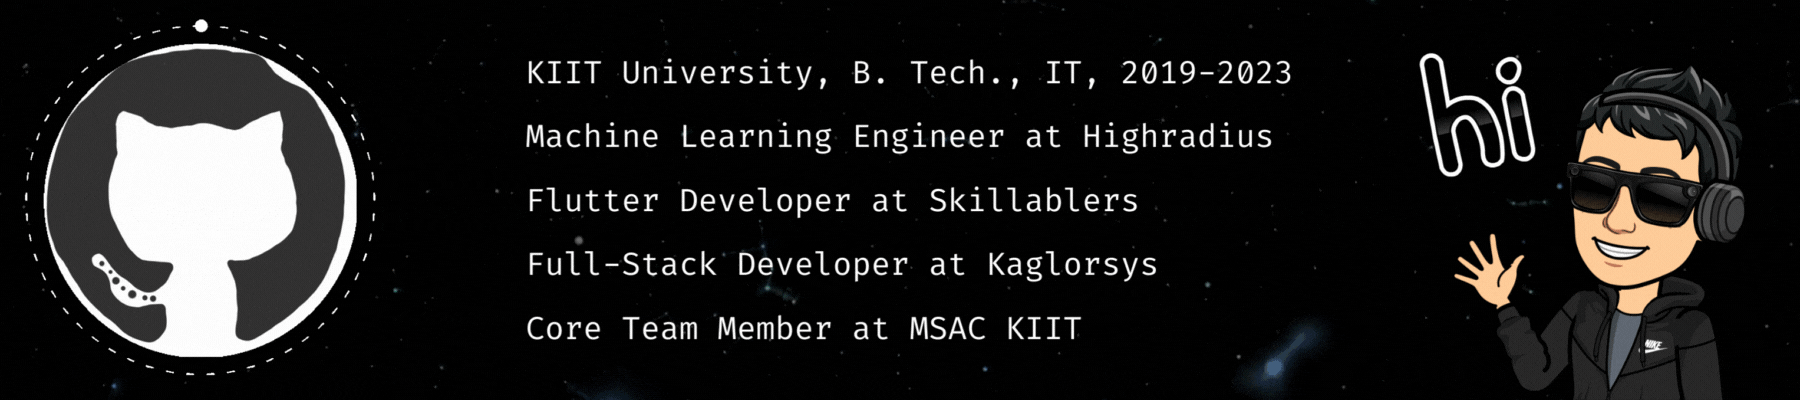 KIIT University, B. Tech., IT, 2019-2023
Machine Learning Engineer at Highradius
Flutter Developer at Skillablers
Full-Stack Developer at Kaglorsys
Core Team Member at MSAC KIIT
hi
NIKE